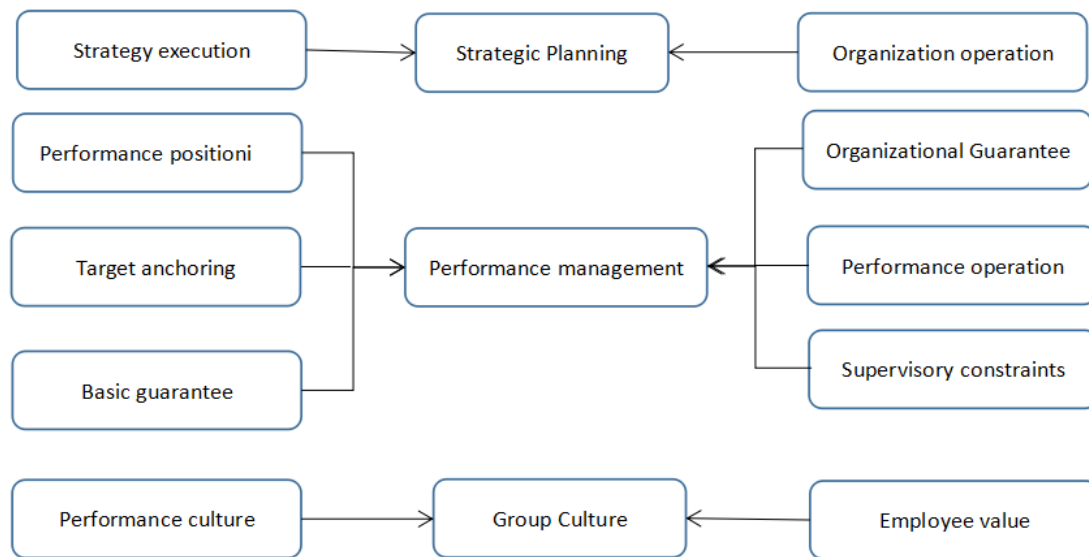 Strategy execution
Strategic Planning
Organization operation
Performance positioni
Organizational Guarantee
Target anchoring
Performance management
Performance operation
Basic guarantee
Supervisory constraints
Performance culture
Group Culture
Employee value